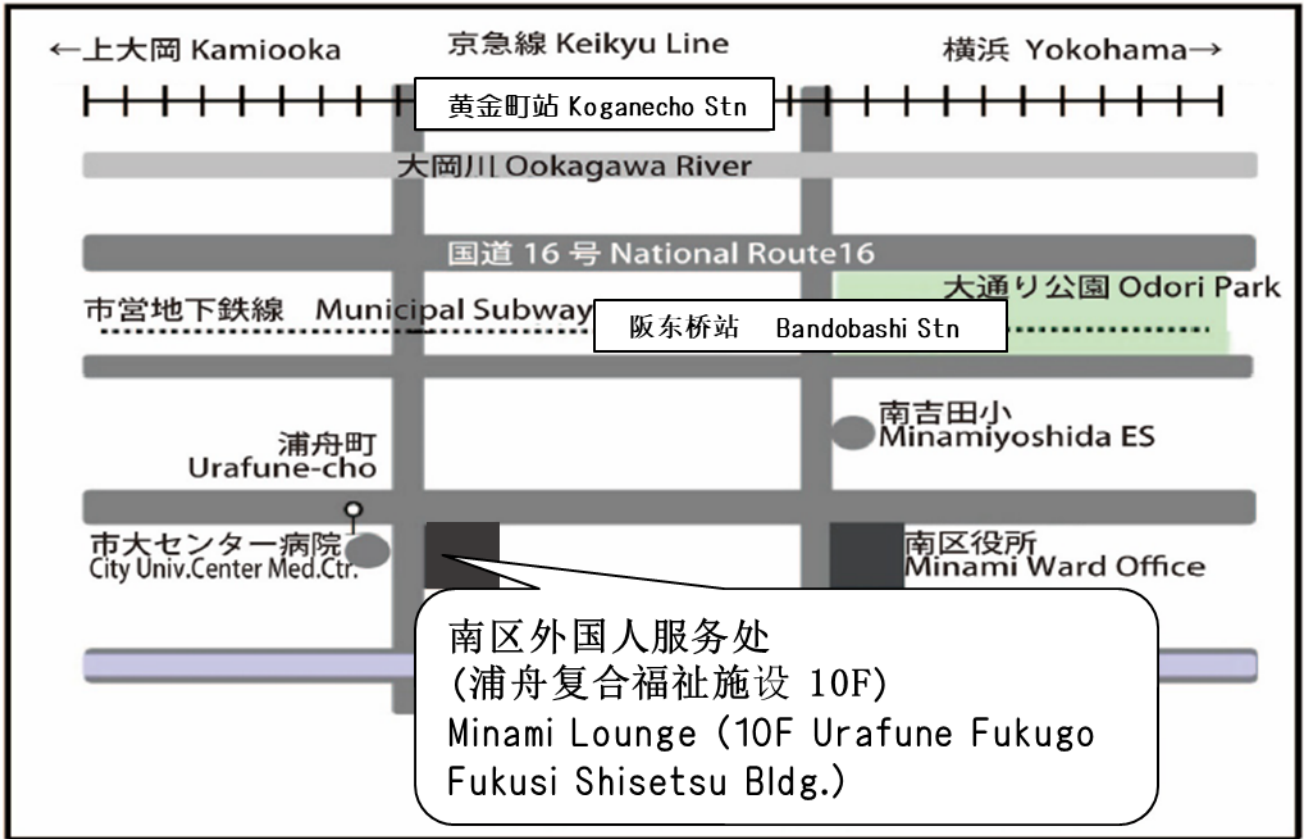 ←上大岡 Kamiooka
京急線 Keikyu Line
横浜 Yokohama→
黄金町站 Koganecho Stn
大岡川 Ookagawa River
国道 16 号 National Route16
大通り公園 Odori Park
市営地下鉄線 Municipal Subway
阪东桥站 Bandobashi Stn
南吉田小
Minamiyoshida ES
浦舟町
Urafune-cho
市大センター病院
City Univ.Center Med.Ctr.
南区役所
Minami Ward Office
南区外国人服务处
(浦舟复合福祉施设 10F)
Minami Lounge (10F Urafune Fukugo
Fukusi Shisetsu Bldg.)